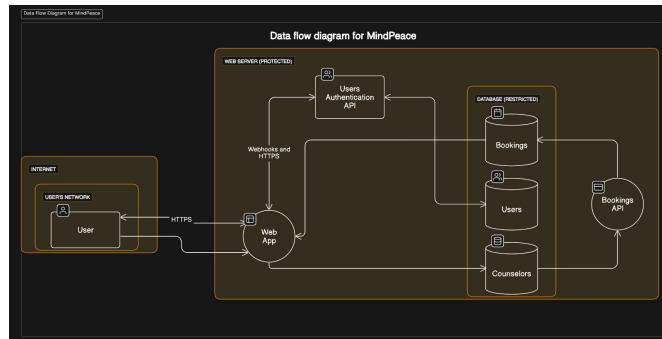 Data Flow Diagram for MindPeace
Data flow diagram for MindPeace
WEB SERVER (PROTECTED)
Users
Authentication
API
DATABASE (RESTRICTED)
Bookings
Webhooks and
HTTPS
INTERNET
USER'S NETWORK
User
HTTPS
Web
App
Users
Bookings
API
Counselors